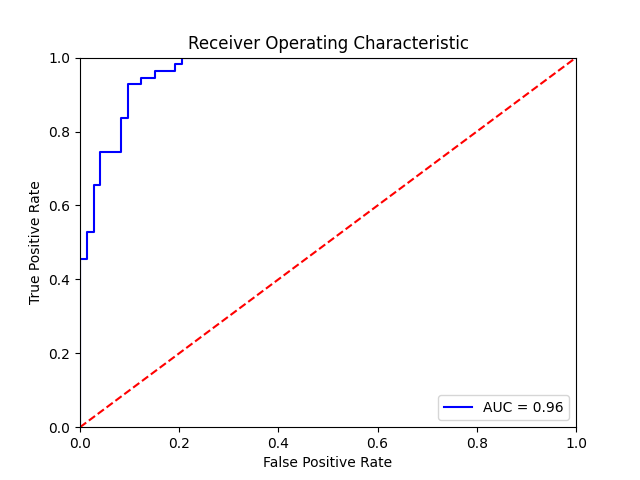 Receiver Operating Characteristic
True Positive Rate
1.0
0.8
0.6
0.4
0.2
0.0
0.0 0.2 0.4 0.6 0.8 1.0
False Positive Rate
AUC = 0.96